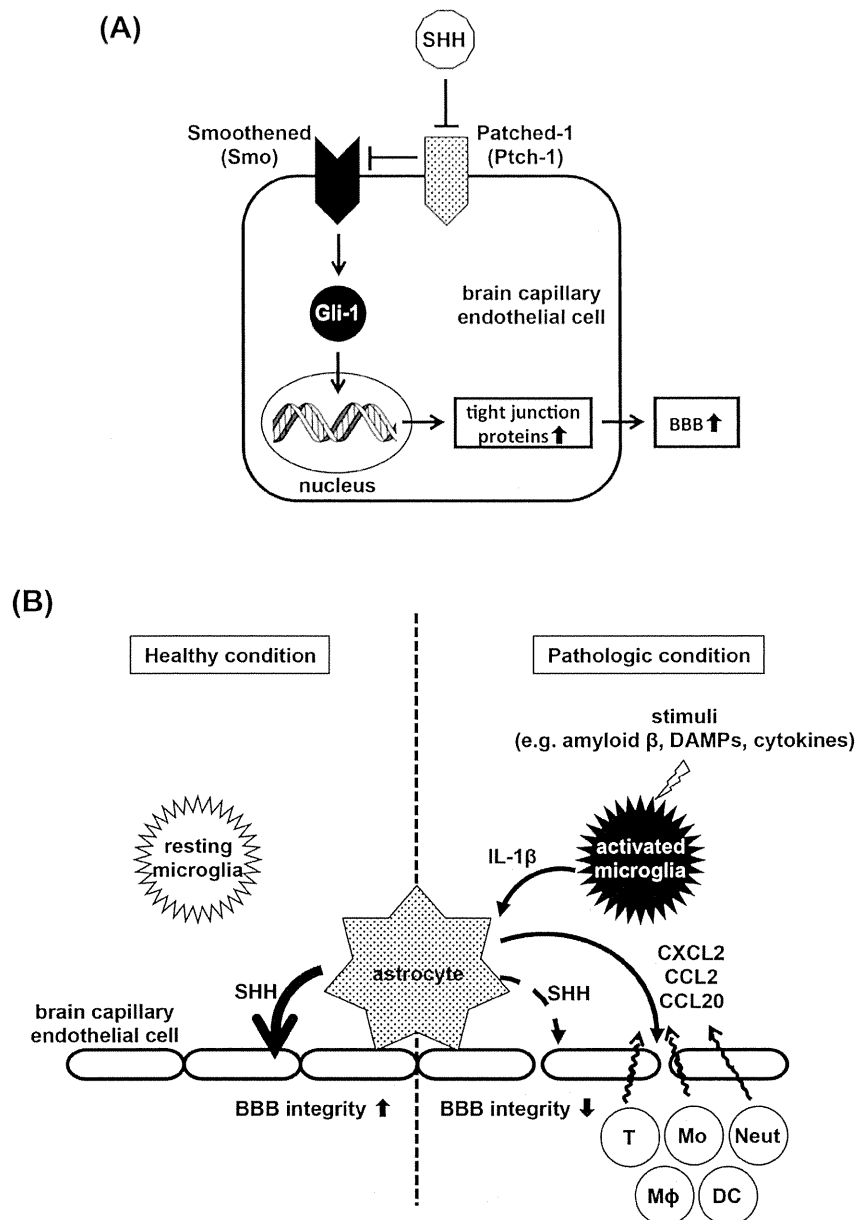 (A)
SHH
Smoothened
(Smo)
Patched-1
(Ptch-1)
Gli-1
brain capillary
endothelial cell
nucleus
tight junction
proteins⬆
BBB⬆
(B)
Healthy condition
Pathologic condition
stimuli
(e.g. amyloid β, DAMPs, cytokines)
resting
microglia
activated
microglia
IL-1β
astrocyte
CXCL2
CCL2
CCL20
SHH
SHH
brain capillary
endothelial cell
BBB integrity ⬆
BBB integrity ⬇
T
Mo
Neut
Mϕ
DC